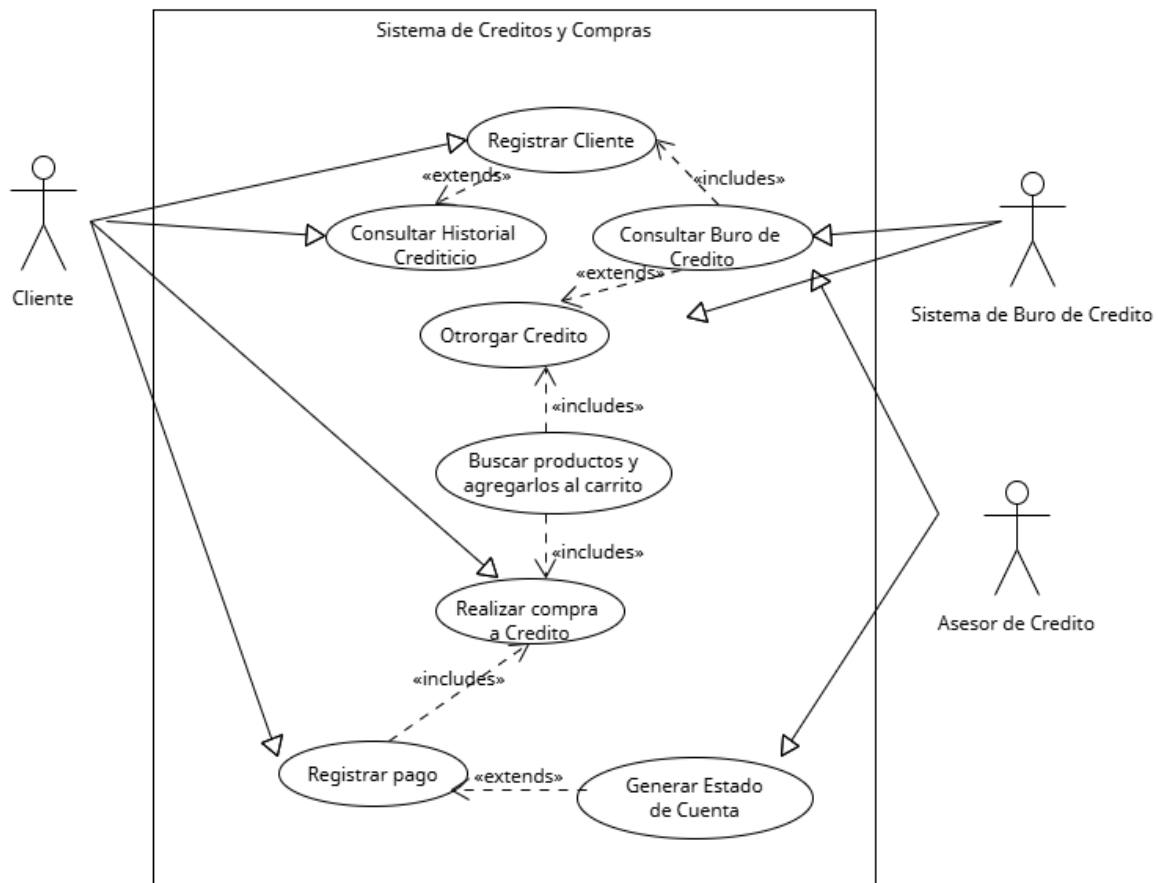 Sistema de Creditos y Compras
Registrar Cliente
«extends»
«includes»
Consultar Historial
Crediticio
Consultar Buro de
Credito
Cliente
«extends»
Sistema de Buro de Credito
Otrorgar Credito
«includes»
Buscar productos y
agregarlos al carrito
«includes»
Realizar compra
a Credito
Asesor de Credito
«includes»
Registrar pago
«extends»
Generar Estado
de Cuenta